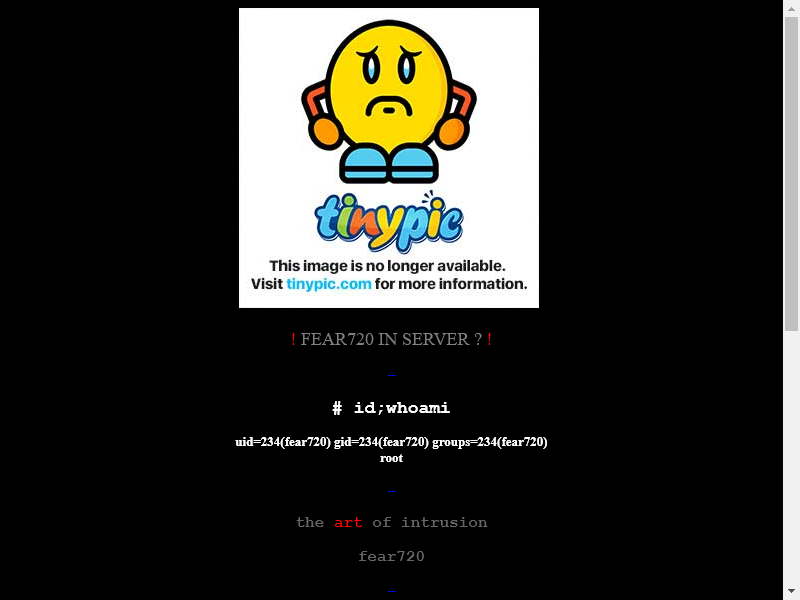 tinypic
This image is no longer available.
Visit tinypic.com for more information.
! FEAR720 IN SERVER ? !
--
# id;whoami
uid=234(fear720) gid=234(fear720) groups=234(fear720)
root
--
the art of intrusion
fear720
--